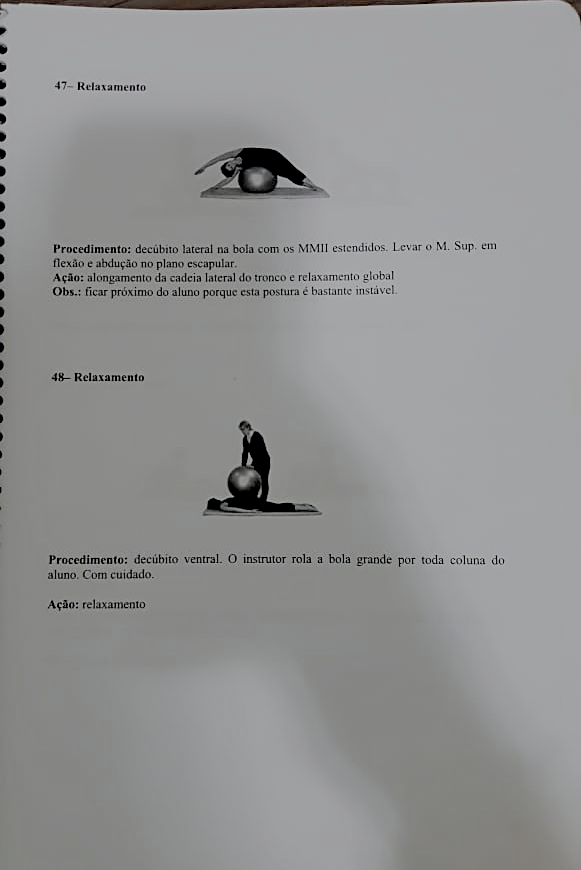 47– Relaxamento
Procedimento: decúbito lateral na bola com os MMII estendidos. Levar o M. Sup. em
flexão e abdução no plano escapular.
Ação: alongamento da cadeia lateral do tronco e relaxamento global
Obs.: ficar próximo do aluno porque esta postura é bastante instável.
48– Relaxamento
Procedimento: decúbito ventral. O instrutor rola a bola grande por toda coluna do
aluno. Com cuidado.
Ação: relaxamento